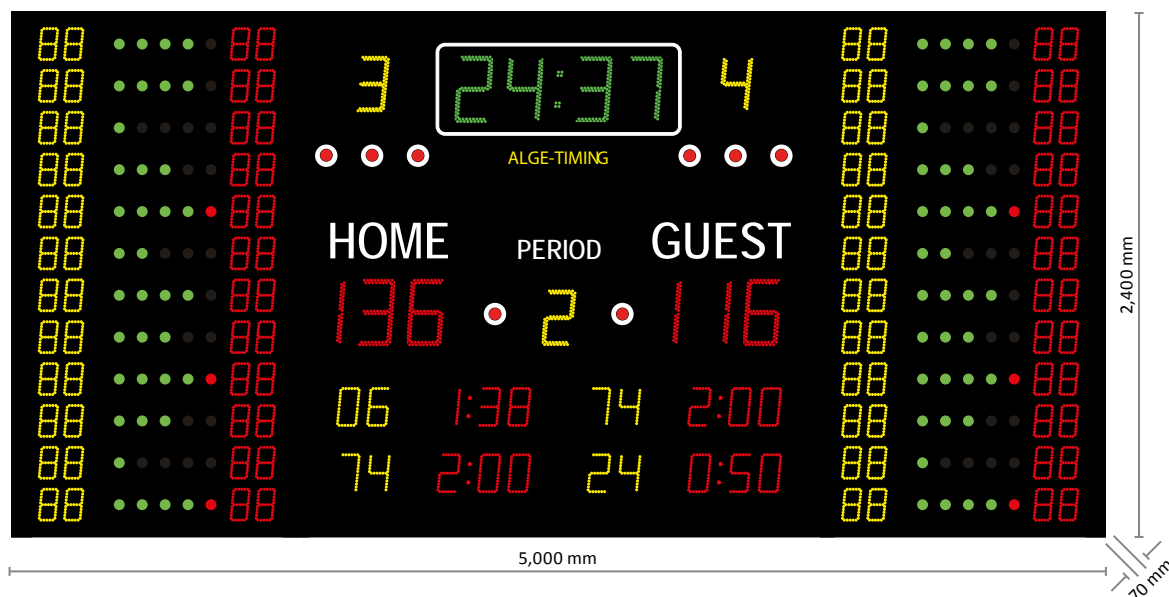 88 88 88 88
3 24:37 4
88 88 88 88
88 88 88 88
ALGE-TIMING
88 88 88 88
88 88 88 88
HOME PERIOD GUEST
88 88 88 88
88 88 88 88
136 2 116
88 88 88 88
88 88 88 88
06 1:38 74 2:00
88 88 88 88
88 88 88 88
74 2:00 24 0:50
88 88 88 88
2,400 mm
5,000 mm
70 mm